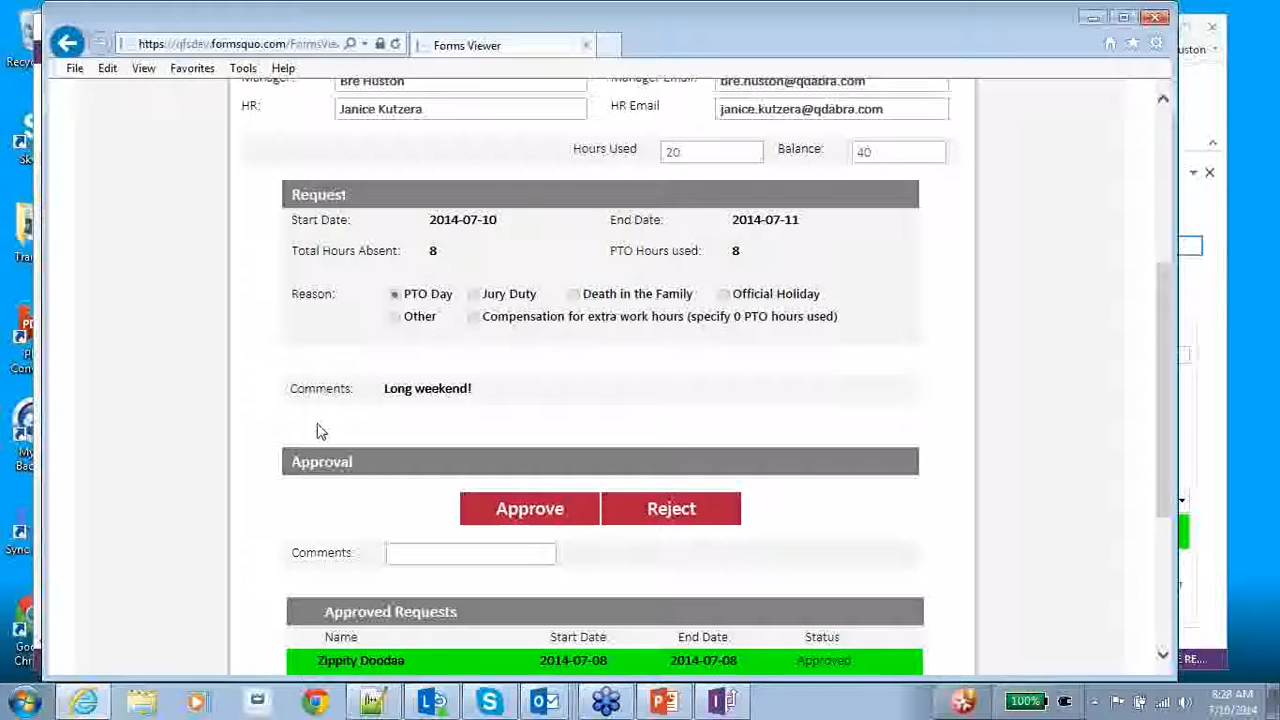 https://qfsdev.formsquo.com/FormsVie
Forms Viewer
File Edit View Favorites Tools Help
Manager: Bre Huston Manager Email: bre.huston@qdabra.com
HR: Janice Kutzera HR Email janice.kutzera@qdabra.com
Hours Used 20 Balance: 40
Request
Start Date: 2014-07-10 End Date: 2014-07-11
Total Hours Absent: 8 PTO Hours used: 8
Reason: PTO Day Jury Duty Death in the Family Official Holiday
Other Compensation for extra work hours (specify 0 PTO hours used)
Comments: Long weekend!
Approval
Approve Reject
Comments:
Approved Requests
Name Start Date End Date Status
Zippity Doodaa 2014-07-08 2014-07-08 Approved
uston
RE...
100%
8:28 AM
7/10/2014